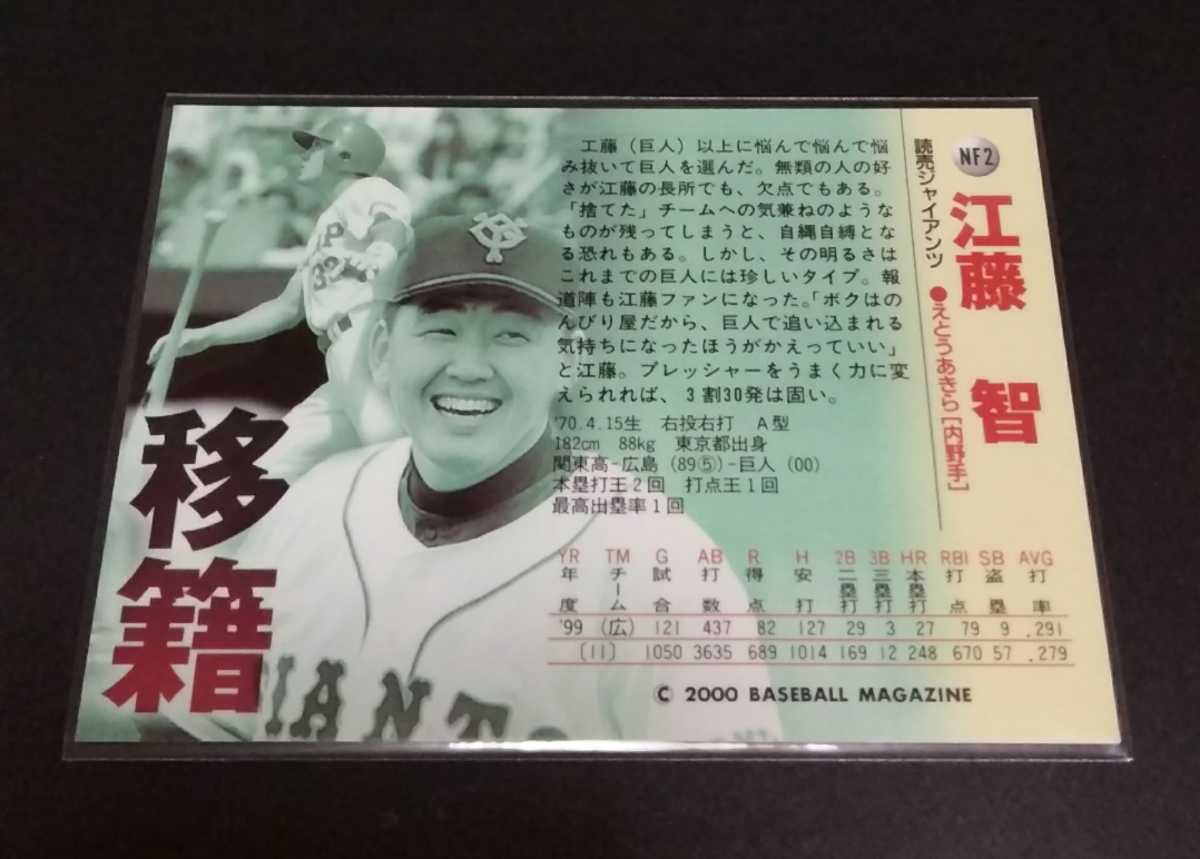 NF2
江藤 智
●えとうあきら[内野手]
読売ジャイアンツ
工藤（巨人）以上に悩んで悩んで悩
み抜いて巨人を選んだ。無類の人の好
さが江藤の長所でも、欠点でもある。
「捨てた」チームへの気兼ねのような
ものが残ってしまうと、自縄自縛とな
る恐れもある。しかし、その明るさは
これまでの巨人には珍しいタイプ。報
道陣も江藤ファンになった。「ボクはの
んびり屋だから、巨人で追い込まれる
気持ちになったほうがかえっていい」
と江藤。プレッシャーをうまく力に変
えられれば、3割30発は固い。
'70.4.15生 右投右打 A型
182cm 88kg 東京都出身
関東高-広島（89⑤）-巨人（00）
本塁打王2回 打点王1回
最高出塁率1回
YR TM G AB R H 2B 3B HR RBI SB AVG
年度 チーム 試合 打数 得点 安打 二塁打 三塁打 本塁打 打点 盗塁 打率
'99 (広) 121 437 82 127 29 3 27 79 9 .291
〔11〕 1050 3635 689 1014 169 12 248 670 57 .279
C 2000 BASEBALL MAGAZINE
移籍
P
32
IANTS